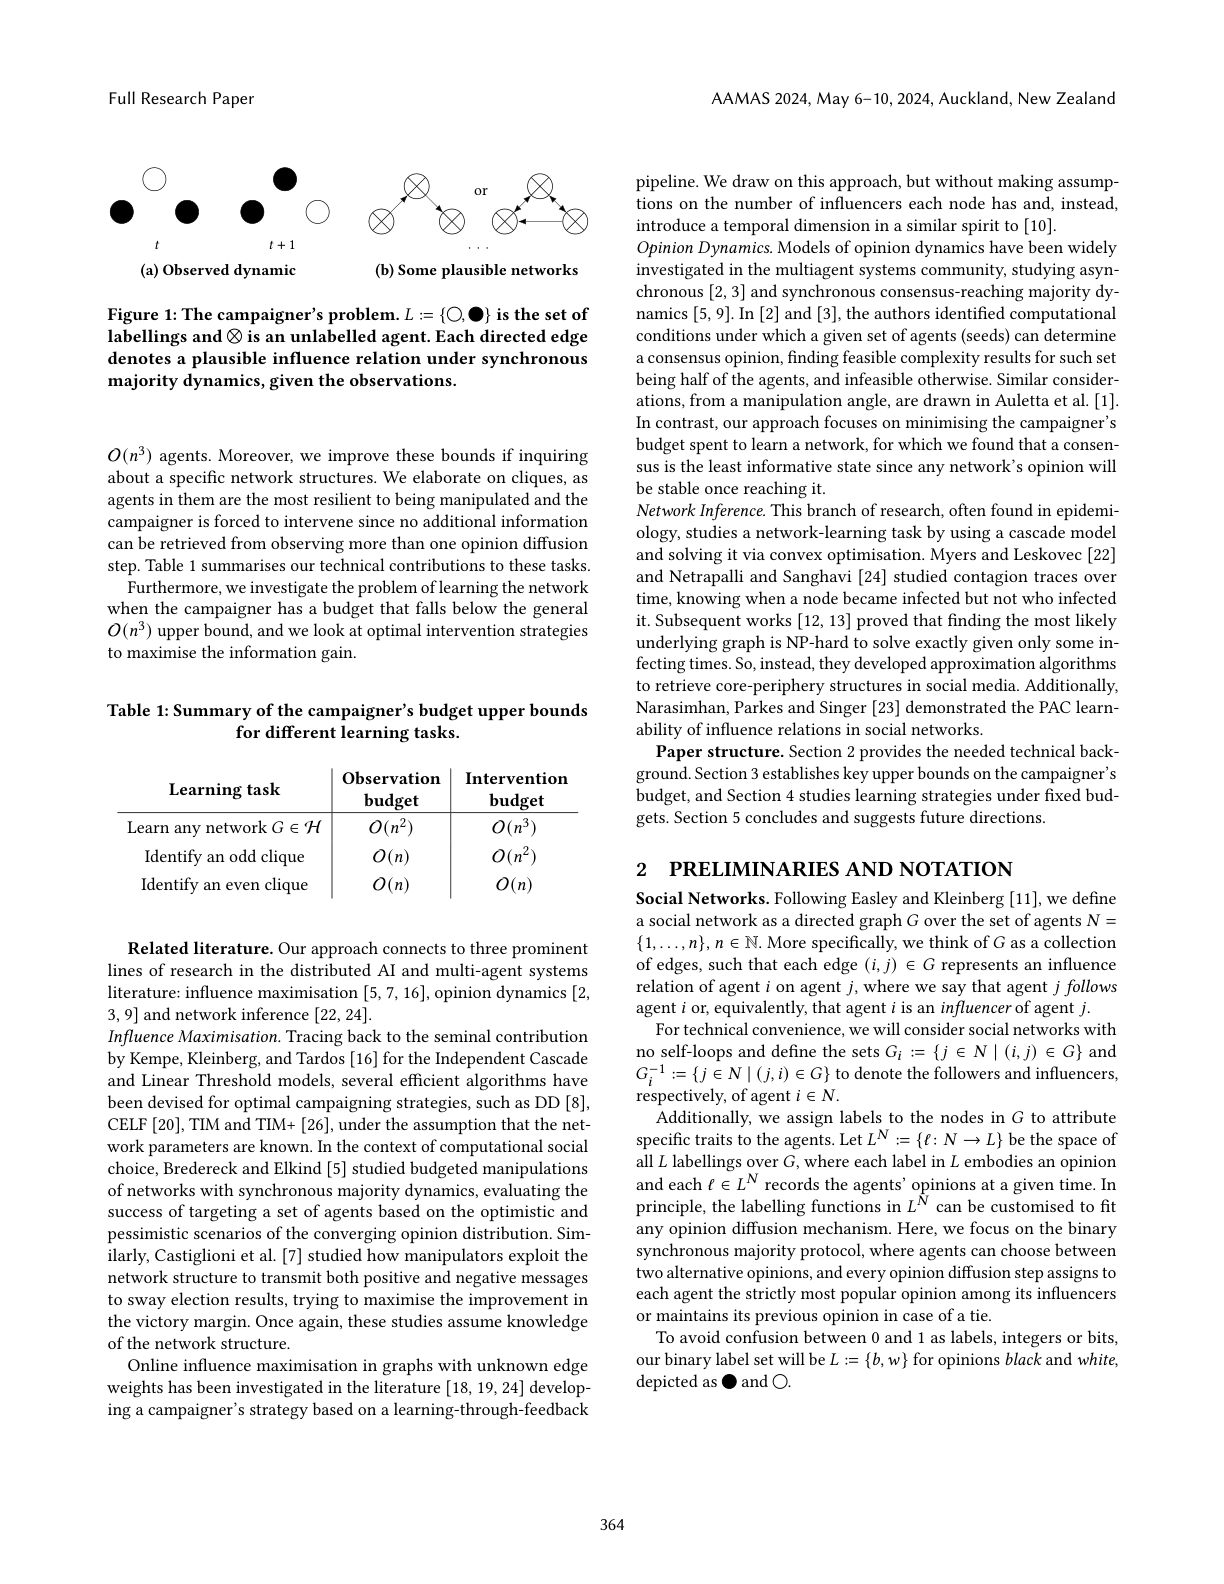 Full Research Paper
AAMAS 2024, May 6–10, 2024, Auckland, New Zealand
or
t
t + 1
. . .
(a) Observed dynamic
(b) Some plausible networks
Figure 1: The campaigner's problem. L := {○, ●} is the set of
labellings and ⊗ is an unlabelled agent. Each directed edge
denotes a plausible influence relation under synchronous
majority dynamics, given the observations.
O(n³) agents. Moreover, we improve these bounds if inquiring
about a specific network structures. We elaborate on cliques, as
agents in them are the most resilient to being manipulated and the
campaigner is forced to intervene since no additional information
can be retrieved from observing more than one opinion diffusion
step. Table 1 summarises our technical contributions to these tasks.
Furthermore, we investigate the problem of learning the network
when the campaigner has a budget that falls below the general
O(n³) upper bound, and we look at optimal intervention strategies
to maximise the information gain.
Table 1: Summary of the campaigner's budget upper bounds
for different learning tasks.
Learning task | Observation budget | Intervention budget
Learn any network G ∈ ℋ | O(n²) | O(n³)
Identify an odd clique | O(n) | O(n²)
Identify an even clique | O(n) | O(n)
Related literature. Our approach connects to three prominent
lines of research in the distributed AI and multi-agent systems
literature: influence maximisation [5, 7, 16], opinion dynamics [2,
3, 9] and network inference [22, 24].
Influence Maximisation. Tracing back to the seminal contribution
by Kempe, Kleinberg, and Tardos [16] for the Independent Cascade
and Linear Threshold models, several efficient algorithms have
been devised for optimal campaigning strategies, such as DD [8],
CELF [20], TIM and TIM+ [26], under the assumption that the net-
work parameters are known. In the context of computational social
choice, Bredereck and Elkind [5] studied budgeted manipulations
of networks with synchronous majority dynamics, evaluating the
success of targeting a set of agents based on the optimistic and
pessimistic scenarios of the converging opinion distribution. Sim-
ilarly, Castiglioni et al. [7] studied how manipulators exploit the
network structure to transmit both positive and negative messages
to sway election results, trying to maximise the improvement in
the victory margin. Once again, these studies assume knowledge
of the network structure.
Online influence maximisation in graphs with unknown edge
weights has been investigated in the literature [18, 19, 24] develop-
ing a campaigner's strategy based on a learning-through-feedback
pipeline. We draw on this approach, but without making assump-
tions on the number of influencers each node has and, instead,
introduce a temporal dimension in a similar spirit to [10].
Opinion Dynamics. Models of opinion dynamics have been widely
investigated in the multiagent systems community, studying asyn-
chronous [2, 3] and synchronous consensus-reaching majority dy-
namics [5, 9]. In [2] and [3], the authors identified computational
conditions under which a given set of agents (seeds) can determine
a consensus opinion, finding feasible complexity results for such set
being half of the agents, and infeasible otherwise. Similar consider-
ations, from a manipulation angle, are drawn in Auletta et al. [1].
In contrast, our approach focuses on minimising the campaigner's
budget spent to learn a network, for which we found that a consen-
sus is the least informative state since any network's opinion will
be stable once reaching it.
Network Inference. This branch of research, often found in epidemi-
ology, studies a network-learning task by using a cascade model
and solving it via convex optimisation. Myers and Leskovec [22]
and Netrapalli and Sanghavi [24] studied contagion traces over
time, knowing when a node became infected but not who infected
it. Subsequent works [12, 13] proved that finding the most likely
underlying graph is NP-hard to solve exactly given only some in-
fecting times. So, instead, they developed approximation algorithms
to retrieve core-periphery structures in social media. Additionally,
Narasimhan, Parkes and Singer [23] demonstrated the PAC learn-
ability of influence relations in social networks.
Paper structure. Section 2 provides the needed technical back-
ground. Section 3 establishes key upper bounds on the campaigner's
budget, and Section 4 studies learning strategies under fixed bud-
gets. Section 5 concludes and suggests future directions.
2 PRELIMINARIES AND NOTATION
Social Networks. Following Easley and Kleinberg [11], we define
a social network as a directed graph G over the set of agents N =
{1, . . . , n}, n ∈ ℕ. More specifically, we think of G as a collection
of edges, such that each edge (i, j) ∈ G represents an influence
relation of agent i on agent j, where we say that agent j follows
agent i or, equivalently, that agent i is an influencer of agent j.
For technical convenience, we will consider social networks with
no self-loops and define the sets Gᵢ := {j ∈ N | (i, j) ∈ G} and
Gᵢ⁻¹ := {j ∈ N | (j, i) ∈ G} to denote the followers and influencers,
respectively, of agent i ∈ N.
Additionally, we assign labels to the nodes in G to attribute
specific traits to the agents. Let Lᴺ := {ℓ : N → L} be the space of
all L labellings over G, where each label in L embodies an opinion
and each ℓ ∈ Lᴺ records the agents' opinions at a given time. In
principle, the labelling functions in Lᴺ can be customised to fit
any opinion diffusion mechanism. Here, we focus on the binary
synchronous majority protocol, where agents can choose between
two alternative opinions, and every opinion diffusion step assigns to
each agent the strictly most popular opinion among its influencers
or maintains its previous opinion in case of a tie.
To avoid confusion between 0 and 1 as labels, integers or bits,
our binary label set will be L := {b, w} for opinions black and white,
depicted as ● and ○.
364